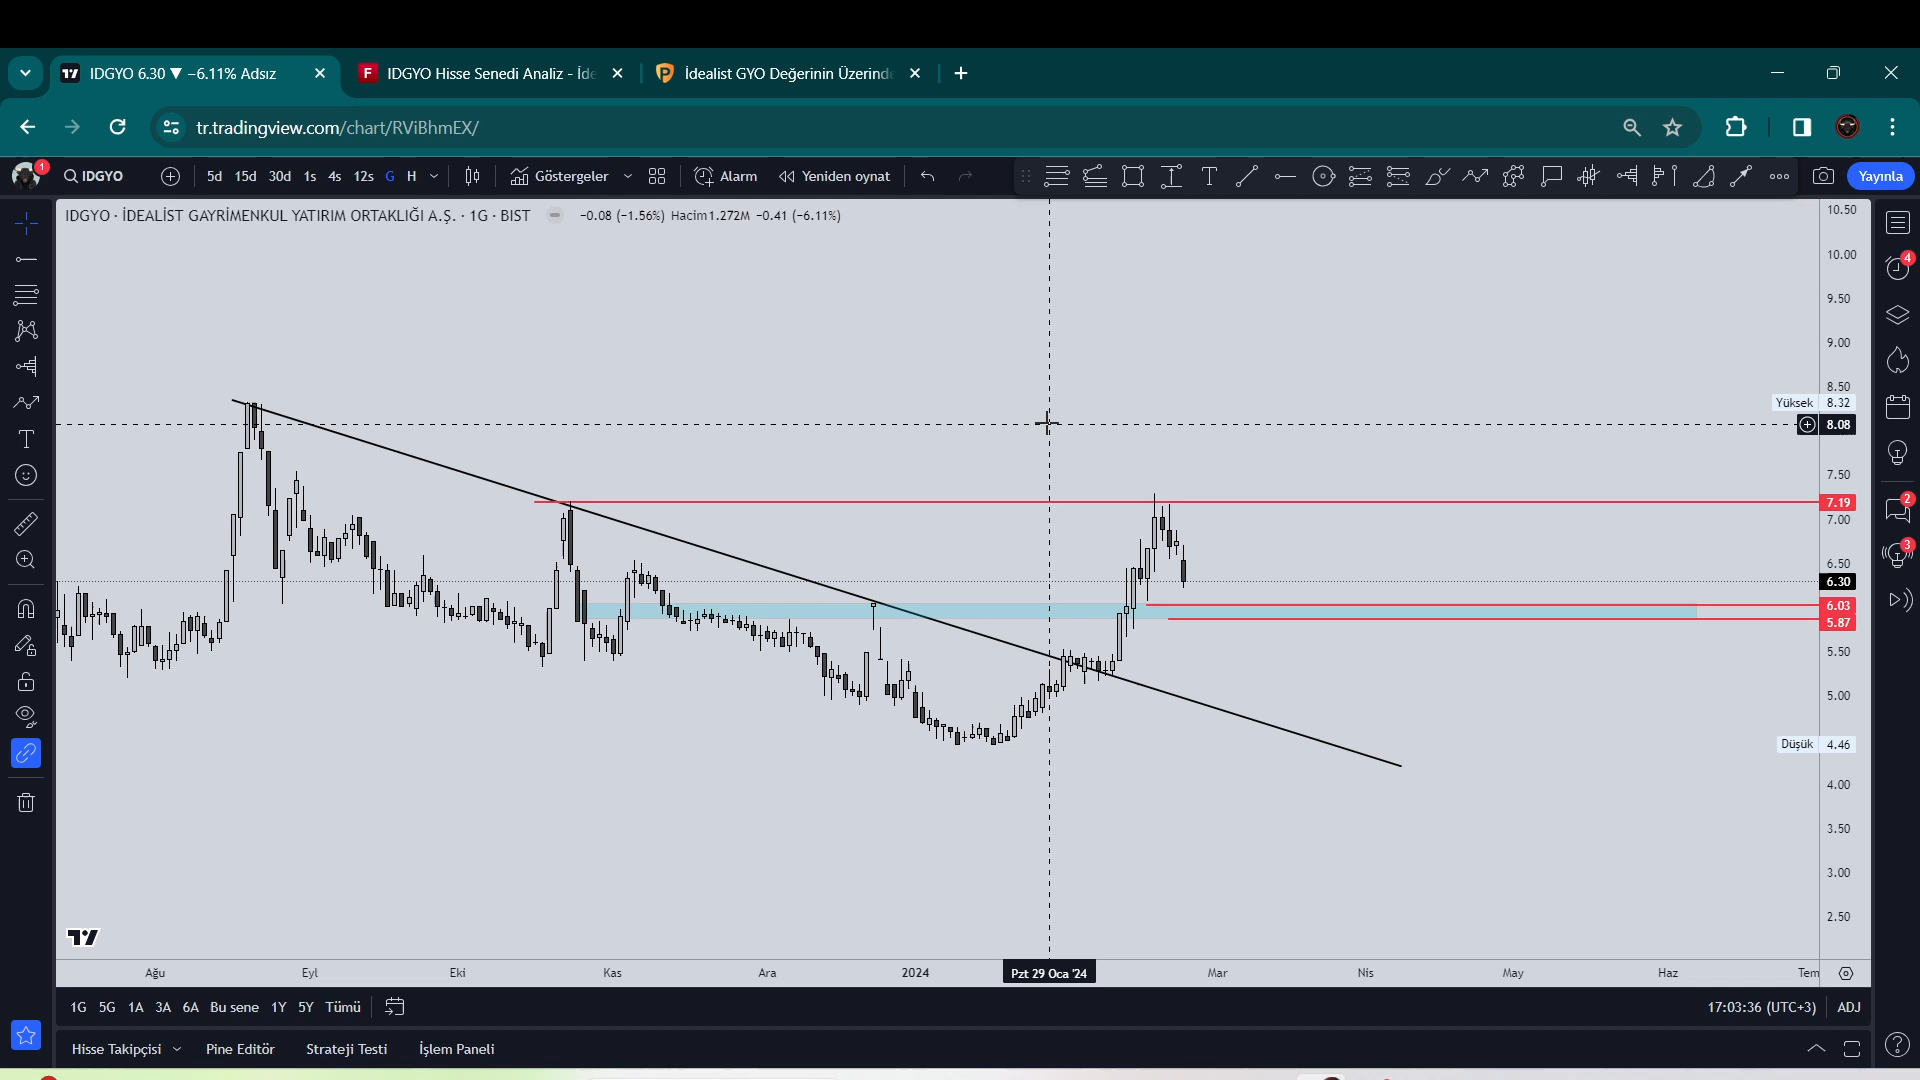 IDGYO 6.30 ▼ −6.11% Adsız
IDGYO Hisse Senedi Analiz - İde
İdealist GYO Değerinin Üzerinde
tr.tradingview.com/chart/RViBhmEX/
1
IDGYO
5d 15d 30d 1s 4s 12s G H
Göstergeler
Alarm
Yeniden oynat
Yayınla
IDGYO · İDEALİST GAYRİMENKUL YATIRIM ORTAKLIĞI A.Ş. · 1G · BIST
−0.08 (−1.56%) Hacim1.272M −0.41 (−6.11%)
10.50
10.00
9.50
9.00
8.50
Yüksek 8.32
8.08
7.50
7.19
7.00
6.50
6.30
6.03
5.87
5.50
5.00
Düşük 4.46
4.00
3.50
3.00
2.50
4
2
3
Ağu Eyl Eki Kas Ara 2024 Pzt 29 Oca '24 Mar Nis May Haz Tem
1G 5G 1A 3A 6A Bu sene 1Y 5Y Tümü
17:03:36 (UTC+3) ADJ
Hisse Takipçisi Pine Editör Strateji Testi İşlem Paneli